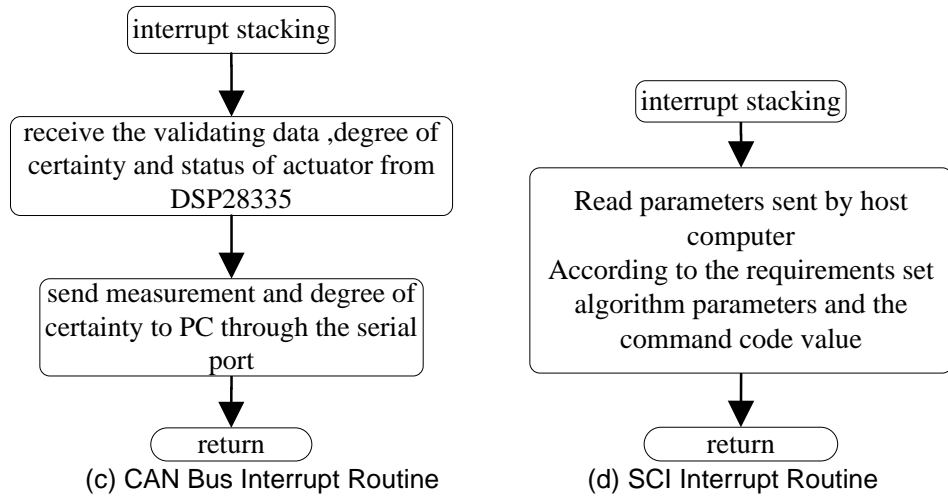 interrupt stacking
receive the validating data ,degree of
certainty and status of actuator from
DSP28335
send measurement and degree of
certainty to PC through the serial
port
return
(c) CAN Bus Interrupt Routine
interrupt stacking
Read parameters sent by host
computer
According to the requirements set
algorithm parameters and the
command code value
return
(d) SCI Interrupt Routine